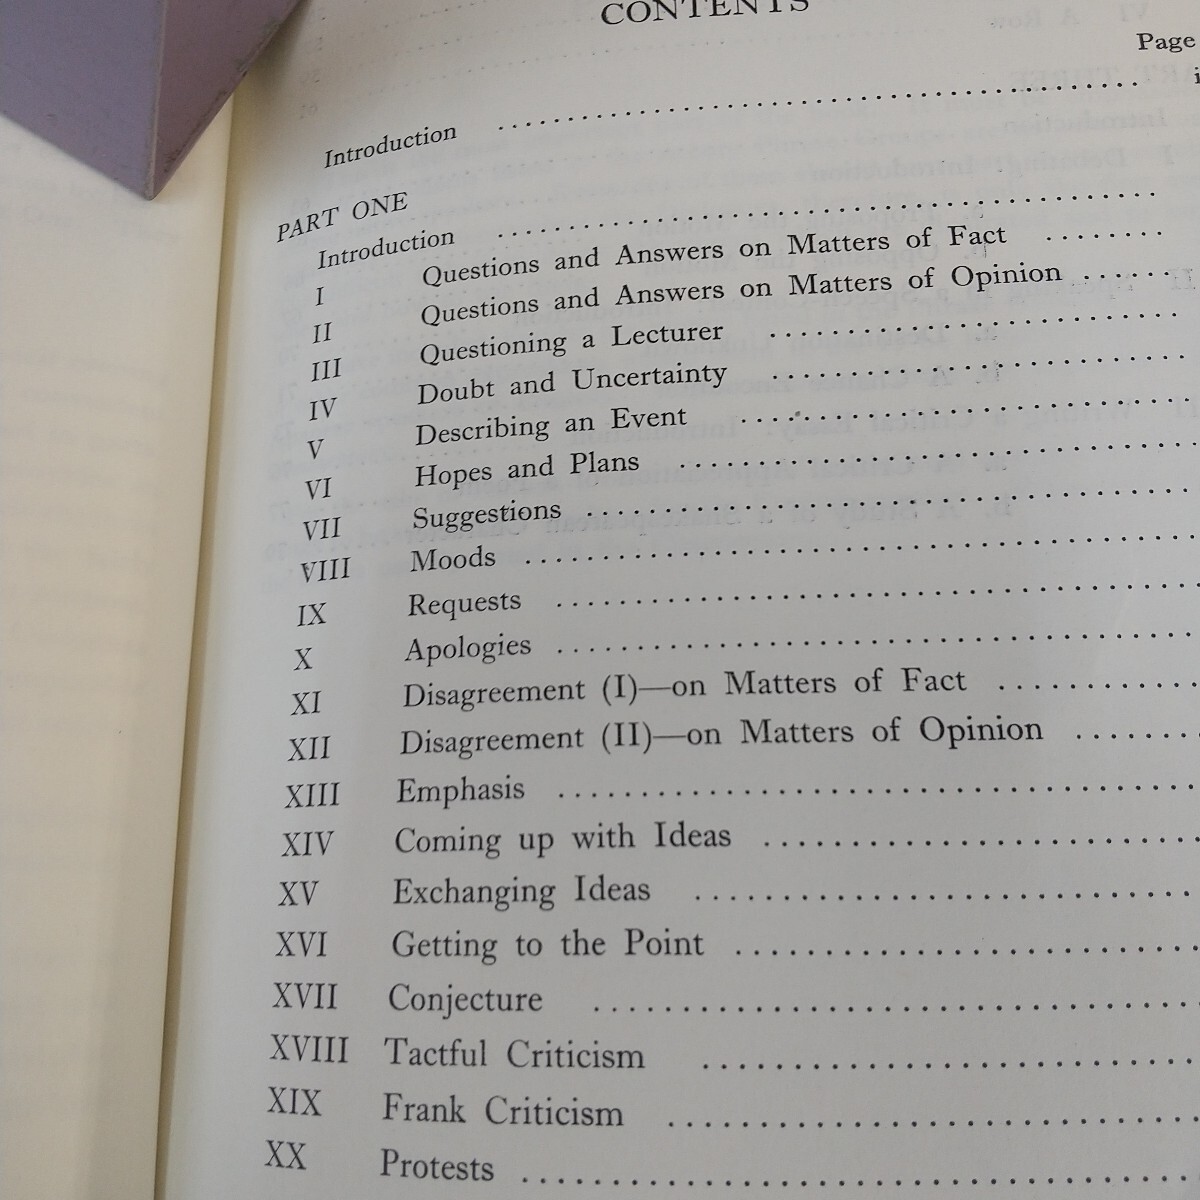 CONTENTS
Page
Introduction ........................................ i
PART ONE
Introduction ........................................
I Questions and Answers on Matters of Fact ........
II Questions and Answers on Matters of Opinion ......
III Questioning a Lecturer ........................
IV Doubt and Uncertainty ........................
V Describing an Event ..........................
VI Hopes and Plans ..............................
VII Suggestions ..................................
VIII Moods ......................................
IX Requests ....................................
X Apologies ....................................
XI Disagreement (I)—on Matters of Fact ..........
XII Disagreement (II)—on Matters of Opinion ......
XIII Emphasis ..................................
XIV Coming up with Ideas ......................
XV Exchanging Ideas ..........................
XVI Getting to the Point ......................
XVII Conjecture ..............................
XVIII Tactful Criticism ......................
XIX Frank Criticism ..........................
XX Protests ..................................